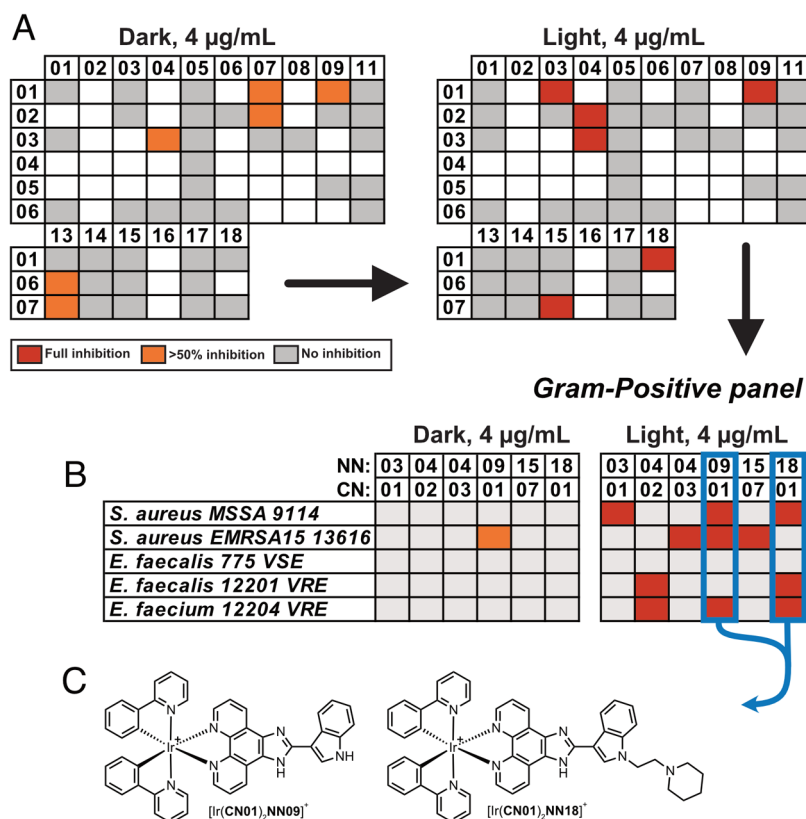 A
Dark, 4 µg/mL
01 02 03 04 05 06 07 08 09 11
01
02
03
04
05
06
13 14 15 16 17 18
01
06
07
Light, 4 µg/mL
01 02 03 04 05 06 07 08 09 11
01
02
03
04
05
06
13 14 15 16 17 18
01
06
07
Full inhibition >50% inhibition No inhibition
Gram-Positive panel
B
Dark, 4 µg/mL Light, 4 µg/mL
NN: 03 04 04 09 15 18 03 04 04 09 15 18
CN: 01 02 03 01 07 01 01 02 03 01 07 01
S. aureus MSSA 9114
S. aureus EMRSA15 13616
E. faecalis 775 VSE
E. faecalis 12201 VRE
E. faecium 12204 VRE
C
N
N
Ir
+
N
N
N
N
H
NH
[Ir(CN01)2NN09]+
N
N
Ir
+
N
N
N
N
H
N
N
[Ir(CN01)2NN18]+